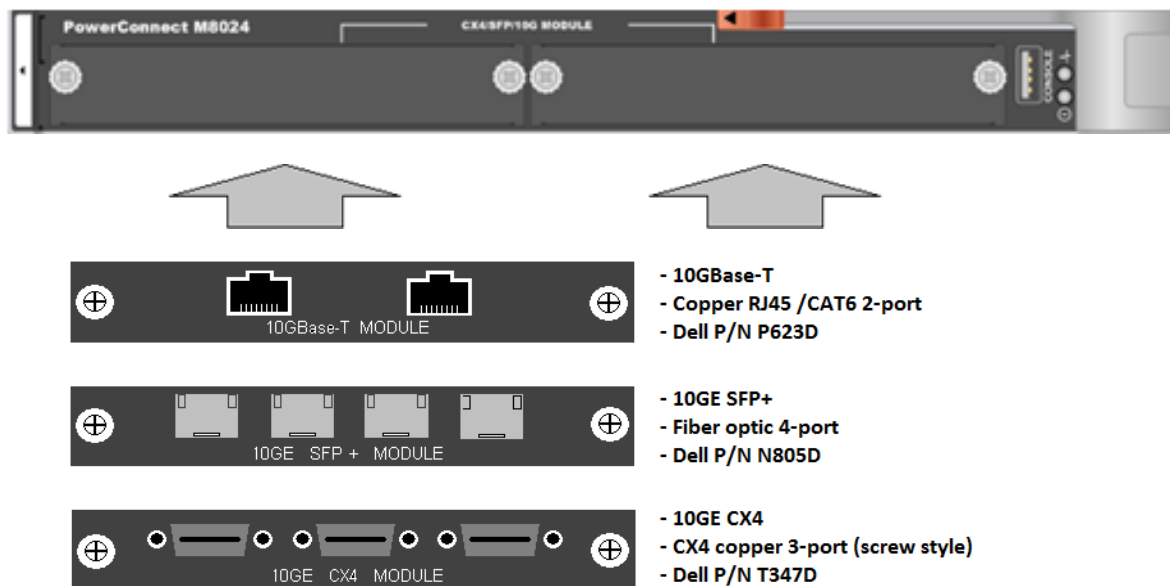 PowerConnect M8024
CX4/SFP/10G MODULE
CONSOLE
10GBase-T MODULE
- 10GBase-T
- Copper RJ45 /CAT6 2-port
- Dell P/N P623D
10GE SFP + MODULE
- 10GE SFP+
- Fiber optic 4-port
- Dell P/N N805D
10GE CX4 MODULE
- 10GE CX4
- CX4 copper 3-port (screw style)
- Dell P/N T347D